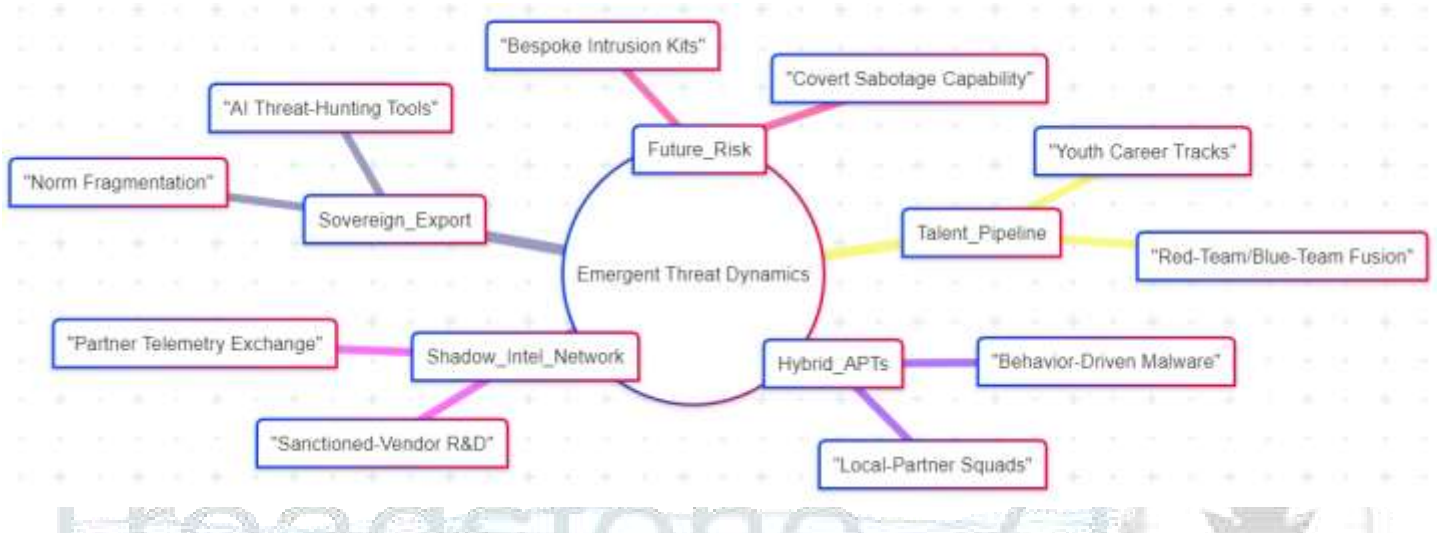 "Bespoke Intrusion Kits"
"Covert Sabotage Capability"
"AI Threat-Hunting Tools"
Future_Risk
"Youth Career Tracks"
"Norm Fragmentation"
Sovereign_Export
Talent_Pipeline
"Red-Team/Blue-Team Fusion"
Emergent Threat Dynamics
"Partner Telemetry Exchange"
Shadow_Intel_Network
Hybrid_APTs
"Behavior-Driven Malware"
"Sanctioned-Vendor R&D"
"Local-Partner Squads"